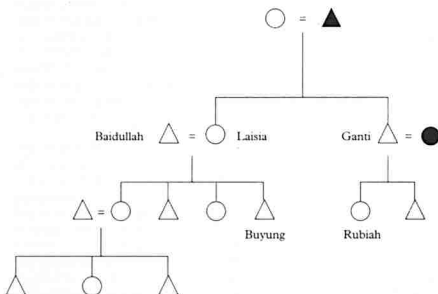 Baidullah = Laisia Ganti =
Buyung Rubiah